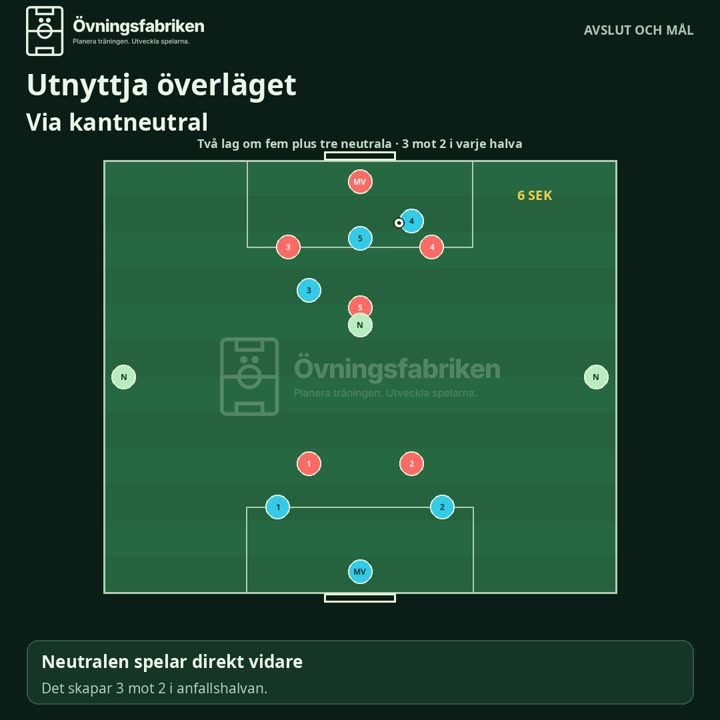 Övningsfabriken
Planera träningen. Utveckla spelarna.
AVSLUT OCH MÅL
Utnyttja överläget
Via kantneutral
Två lag om fem plus tre neutrala · 3 mot 2 i varje halva
MV
6 SEK
4
5
3
4
3
5
N
Övningsfabriken
Planera träningen. Utveckla spelarna.
N
N
1
2
1
2
MV
Neutralen spelar direkt vidare
Det skapar 3 mot 2 i anfallshalvan.